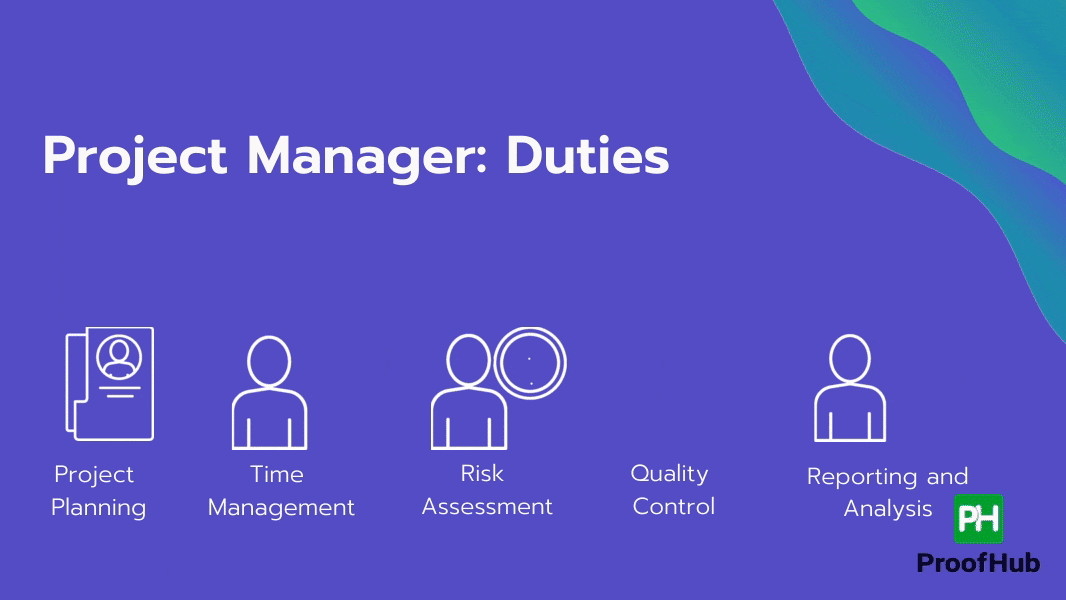 Project Manager: Duties
Project
Planning
Time
Management
Risk
Assessment
Quality
Control
Reporting and
Analysis
PH
ProofHub